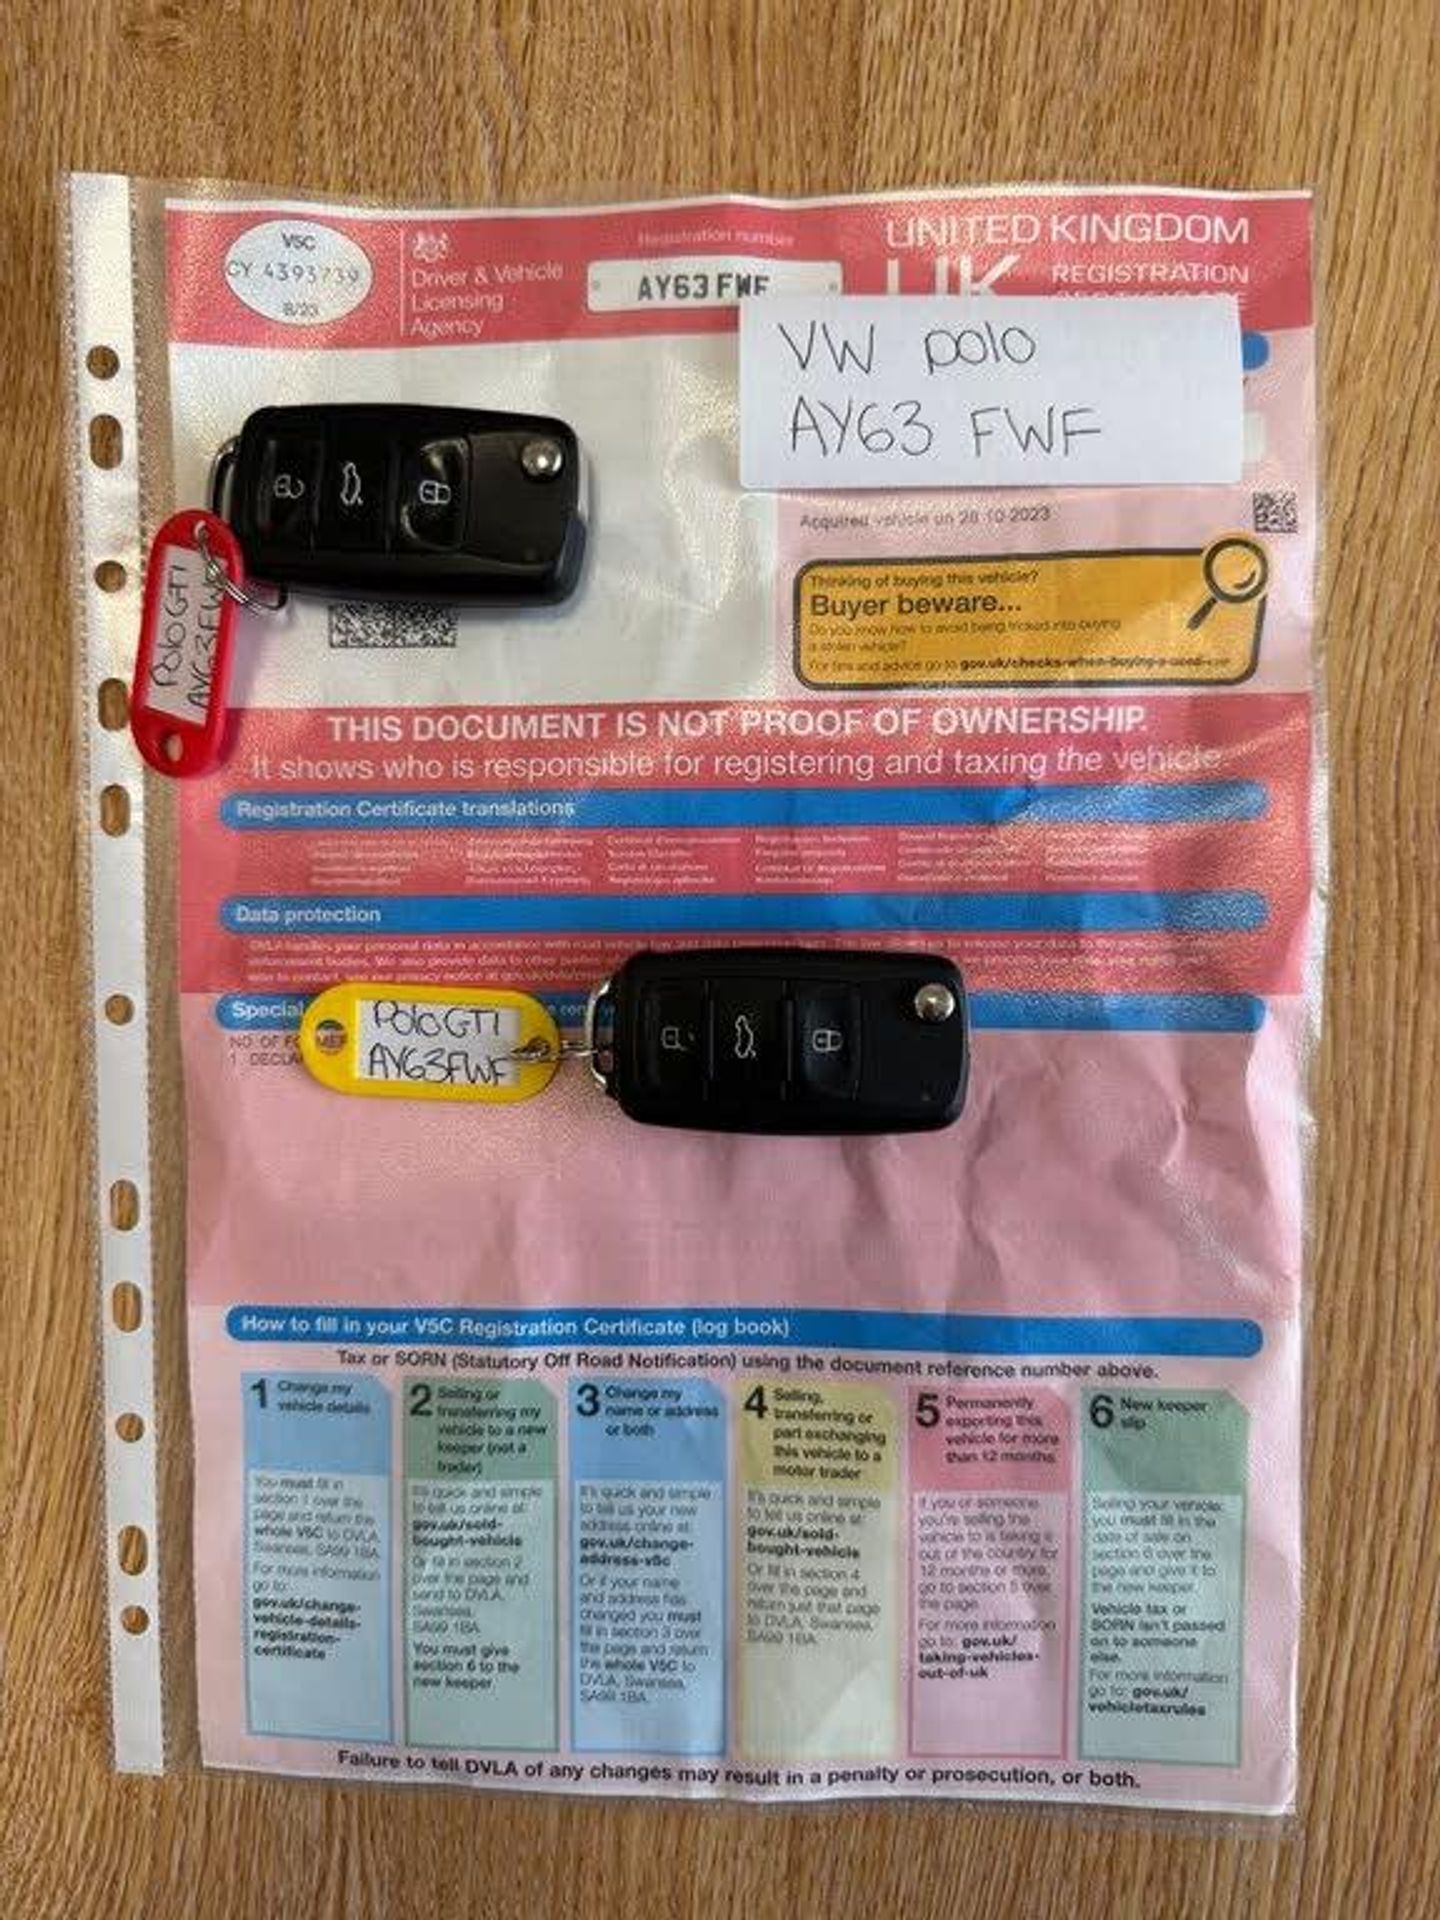 V5C
CY 4393739
8/23
Driver & Vehicle
Licensing
Agency
Registration number
AY63 FWF
UNITED KINGDOM
UK
REGISTRATION
VW polo
AY63 FWF
Acquired vehicle on 28 10 2023
Thinking of buying this vehicle?
Buyer beware...
Do you know how to avoid being tricked into buying
a stolen vehicle?
For tips and advice go to gov.uk/checks-when-buying-a-used-car
Polo GTI
AY63FWF
THIS DOCUMENT IS NOT PROOF OF OWNERSHIP.
It shows who is responsible for registering and taxing the vehicle.
Registration Certificate translations
Data protection
Special
NO. OF
1. DECLA
Polo GTI
AY63FWF
How to fill in your V5C Registration Certificate (log book)
Tax or SORN (Statutory Off Road Notification) using the document reference number above.
1 Change my
vehicle details
You must fill in
section 1 over the
page and return the
whole V5C to DVLA,
Swansea, SA99 1BA.
For more information
go to:
gov.uk/change-
vehicle-details-
registration-
certificate
2 Selling or
transferring my
vehicle to a new
keeper (not a
trader)
It's quick and simple
to tell us online at:
gov.uk/sold-
bought-vehicle
Or fill in section 2
over the page and
send to DVLA,
Swansea,
SA99 1BA.
You must give
section 6 to the
new keeper.
3 Change my
name or address
or both
It's quick and simple
to tell us your new
address online at:
gov.uk/change-
address-v5c
Or if your name
and address has
changed you must
fill in section 3 over
the page and return
the whole V5C to
DVLA, Swansea,
SA99 1BA.
4 Selling,
transferring or
part exchanging
this vehicle to a
motor trader
It's quick and simple
to tell us online at:
gov.uk/sold-
bought-vehicle
Or fill in section 4
over the page and
return just that page
to DVLA, Swansea,
SA99 1BA.
5 Permanently
exporting this
vehicle for more
than 12 months
If you or someone
you're selling the
vehicle to is taking it
out of the country for
12 months or more,
go to section 5 over
the page.
For more information
go to: gov.uk/
taking-vehicles-
out-of-uk
6 New keeper
slip
Selling your vehicle:
you must fill in the
date of sale on
section 6 over the
page and give it to
the new keeper.
Vehicle tax or
SORN isn't passed
on to someone
else.
For more information
go to: gov.uk/
vehicletaxrules
Failure to tell DVLA of any changes may result in a penalty or prosecution, or both.